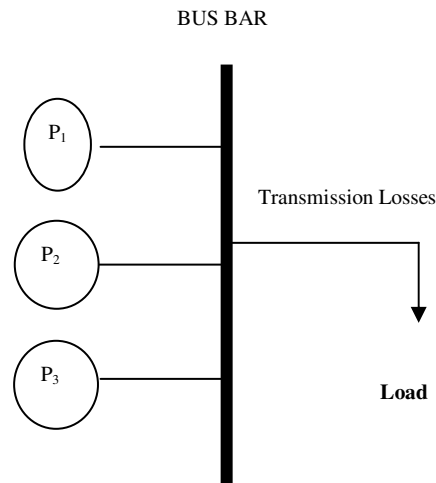 BUS BAR
P₁
Transmission Losses
P₂
P₃
Load